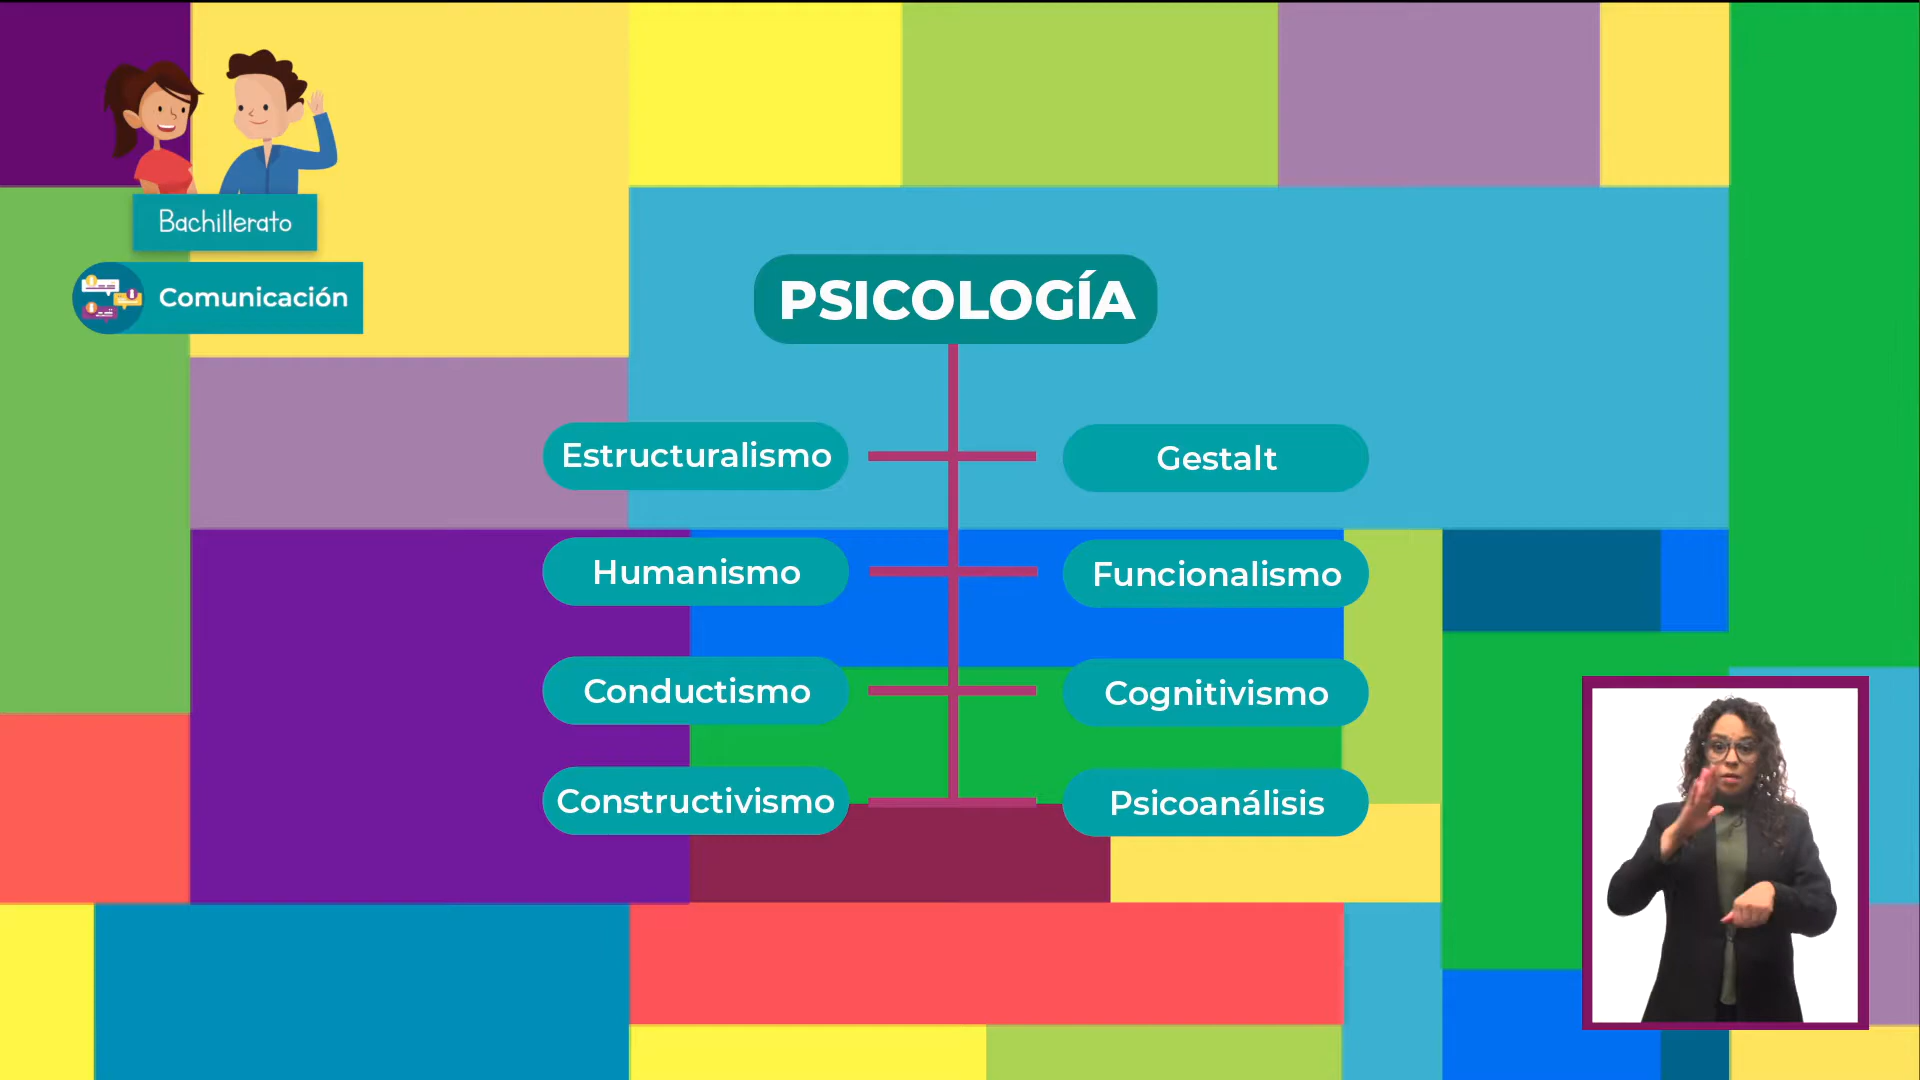 Bachillerato
Comunicación
PSICOLOGÍA
Estructuralismo
Gestalt
Humanismo
Funcionalismo
Conductismo
Cognitivismo
Constructivismo
Psicoanálisis